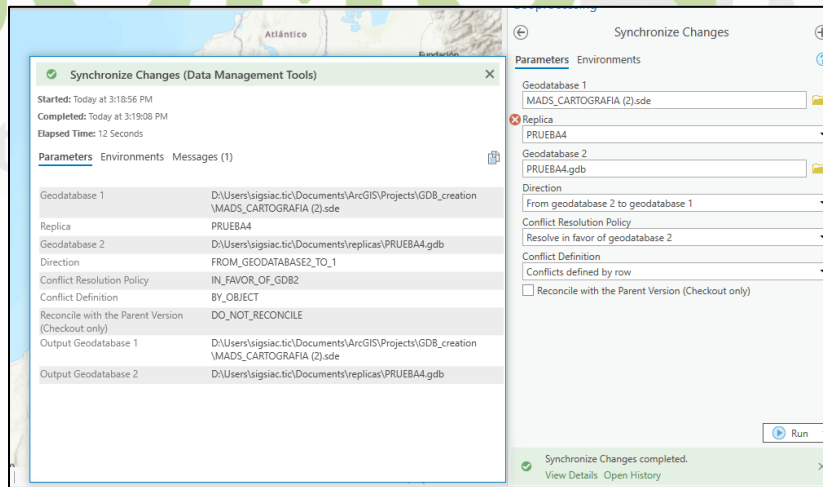 Atlántico
Fundación
Synchronize Changes (Data Management Tools)
Started: Today at 3:18:56 PM
Completed: Today at 3:19:08 PM
Elapsed Time: 12 Seconds
Parameters Environments Messages (1)
Geodatabase 1 D:\Users\sigsiac.tic\Documents\ArcGIS\Projects\GDB_creation
\MADS_CARTOGRAFIA (2).sde
Replica PRUEBA4
Geodatabase 2 D:\Users\sigsiac.tic\Documents\replicas\PRUEBA4.gdb
Direction FROM_GEODATABASE2_TO_1
Conflict Resolution Policy IN_FAVOR_OF_GDB2
Conflict Definition BY_OBJECT
Reconcile with the Parent Version DO_NOT_RECONCILE
(Checkout only)
Output Geodatabase 1 D:\Users\sigsiac.tic\Documents\ArcGIS\Projects\GDB_creation
\MADS_CARTOGRAFIA (2).sde
Output Geodatabase 2 D:\Users\sigsiac.tic\Documents\replicas\PRUEBA4.gdb
Geoprocessing
Synchronize Changes
Parameters Environments
Geodatabase 1
MADS_CARTOGRAFIA (2).sde
Replica
PRUEBA4
Geodatabase 2
PRUEBA4.gdb
Direction
From geodatabase 2 to geodatabase 1
Conflict Resolution Policy
Resolve in favor of geodatabase 2
Conflict Definition
Conflicts defined by row
Reconcile with the Parent Version (Checkout only)
Run
Synchronize Changes completed.
View Details Open History